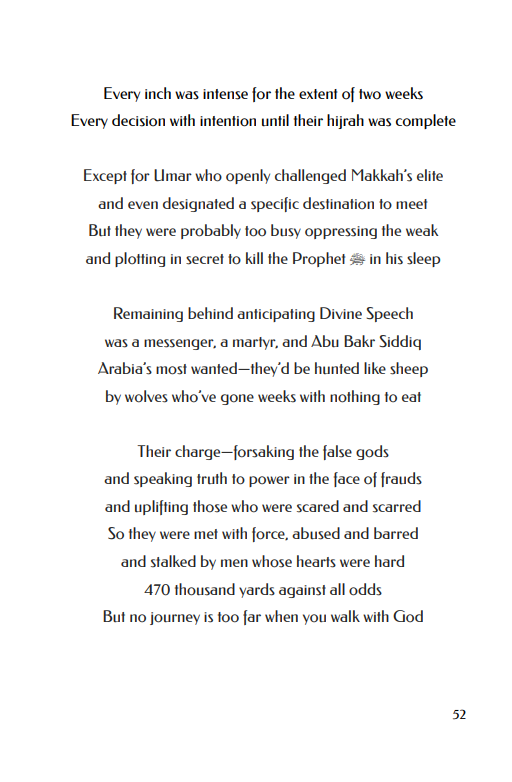 Every inch was intense for the extent of two weeks
Every decision with intention until their hijrah was complete
Except for Umar who openly challenged Makkah's elite
and even designated a specific destination to meet
But they were probably too busy oppressing the weak
and plotting in secret to kill the Prophet ﷺ in his sleep
Remaining behind anticipating Divine Speech
was a messenger, a martyr, and Abu Bakr Siddiq
Arabia's most wanted—they'd be hunted like sheep
by wolves who've gone weeks with nothing to eat
Their charge—forsaking the false gods
and speaking truth to power in the face of frauds
and uplifting those who were scared and scarred
So they were met with force, abused and barred
and stalked by men whose hearts were hard
470 thousand yards against all odds
But no journey is too far when you walk with God
52